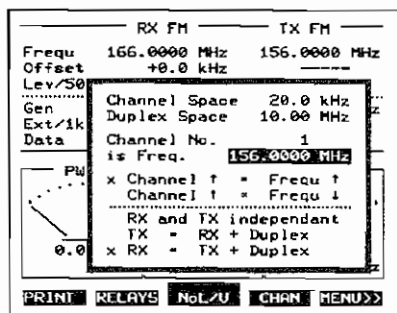 RX FM TX FM
Frequ 166.0000 MHz 156.0000 MHz
Offset +0.0 kHz -----
Lev/50
Gen z
Ext/1k
Data
Channel Space 20.0 kHz
Duplex Space 10.00 MHz
Channel No. 1
is Freq. 156.0000 MHz
x Channel ↑ = Frequ ↑
Channel ↑ = Frequ ↓
RX and TX independant
TX = RX + Duplex
x RX = TX + Duplex
PW
0.0 z
PRINT RELAYS NoL/U CHAN MENU>>